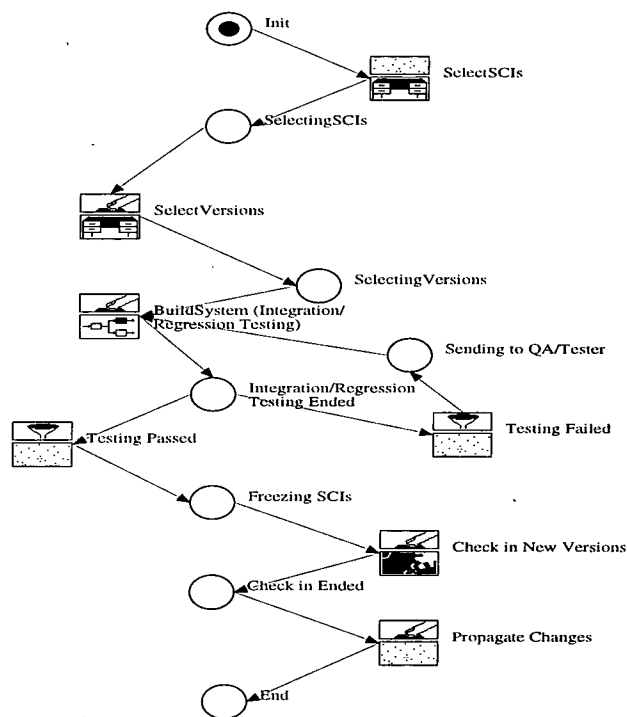 Init
SelectSCIs
SelectingSCIs
SelectVersions
SelectingVersions
BuildSystem (Integration/
Regression Testing)
Sending to QA/Tester
Integration/Regression
Testing Ended
Testing Passed
Testing Failed
Freezing SCIs
Check in New Versions
Check in Ended
Propagate Changes
End